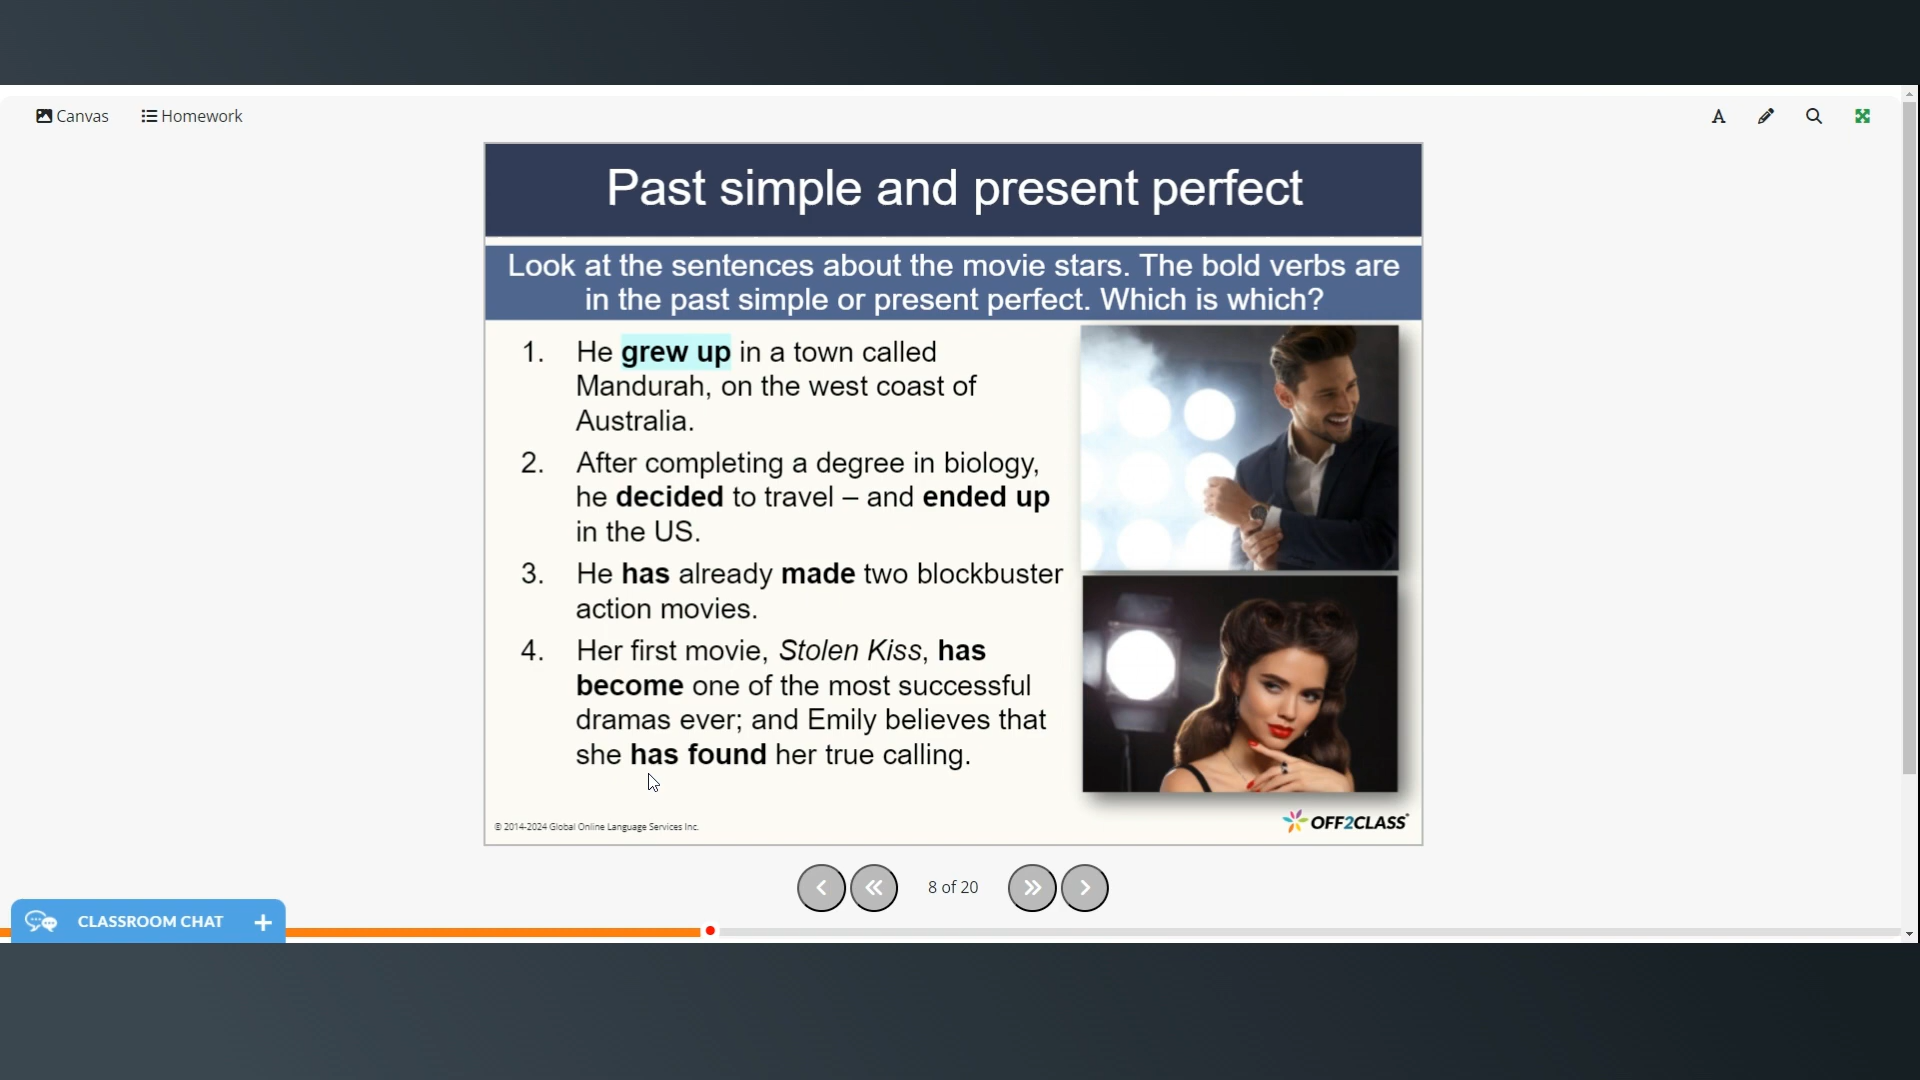 Canvas
Homework
A
Past simple and present perfect
Look at the sentences about the movie stars. The bold verbs are
in the past simple or present perfect. Which is which?
1. He grew up in a town called
Mandurah, on the west coast of
Australia.
2. After completing a degree in biology,
he decided to travel – and ended up
in the US.
3. He has already made two blockbuster
action movies.
4. Her first movie, Stolen Kiss, has
become one of the most successful
dramas ever; and Emily believes that
she has found her true calling.
© 2014-2024 Global Online Language Services Inc.
OFF2CLASS
8 of 20
CLASSROOM CHAT +